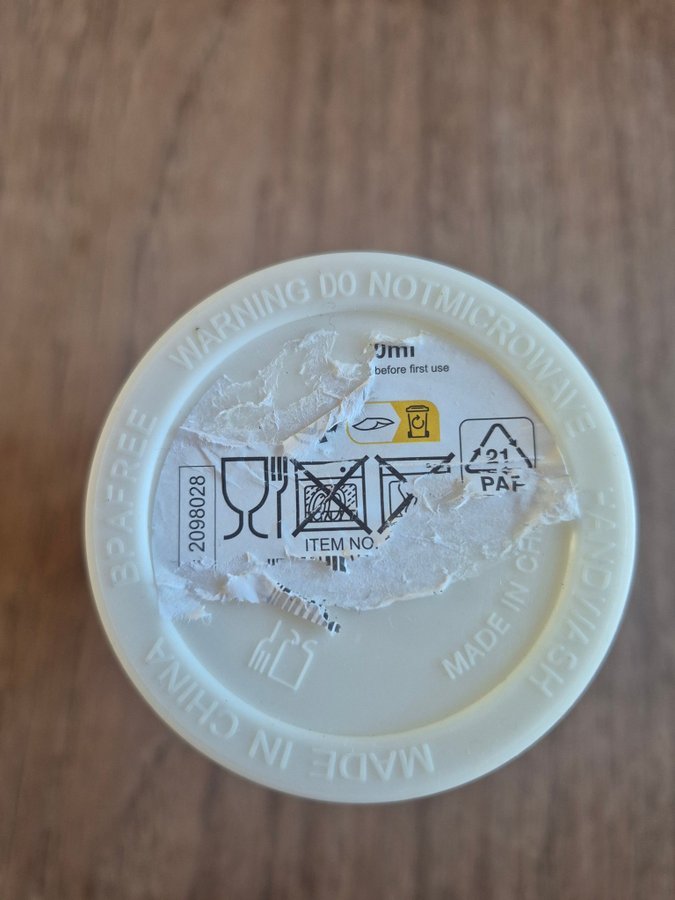 WARNING DO NOTMICROWAVE
HANDWASH
MADE IN CHINA
BPAFREE
0ml
before first use
21
PAP
2098028
ITEM NO.
MADE IN CH